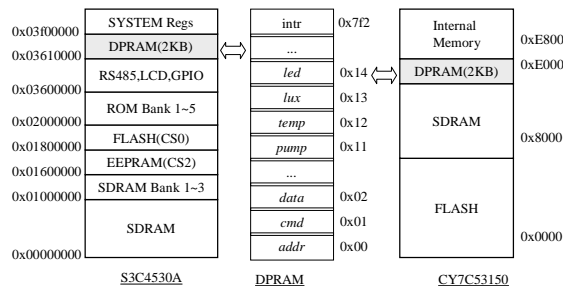 SYSTEM Regs
0x03f00000
DPRAM(2KB)
0x03610000
RS485,LCD,GPIO
0x03600000
ROM Bank 1~5
0x02000000
FLASH(CS0)
0x01800000
EEPRAM(CS2)
0x01600000
SDRAM Bank 1~3
0x01000000
SDRAM
0x00000000
S3C4530A
intr 0x7f2
...
led 0x14
lux 0x13
temp 0x12
pump 0x11
...
data 0x02
cmd 0x01
addr 0x00
DPRAM
Internal
Memory
0xE800
DPRAM(2KB)
0xE000
SDRAM
0x8000
FLASH
0x0000
CY7C53150